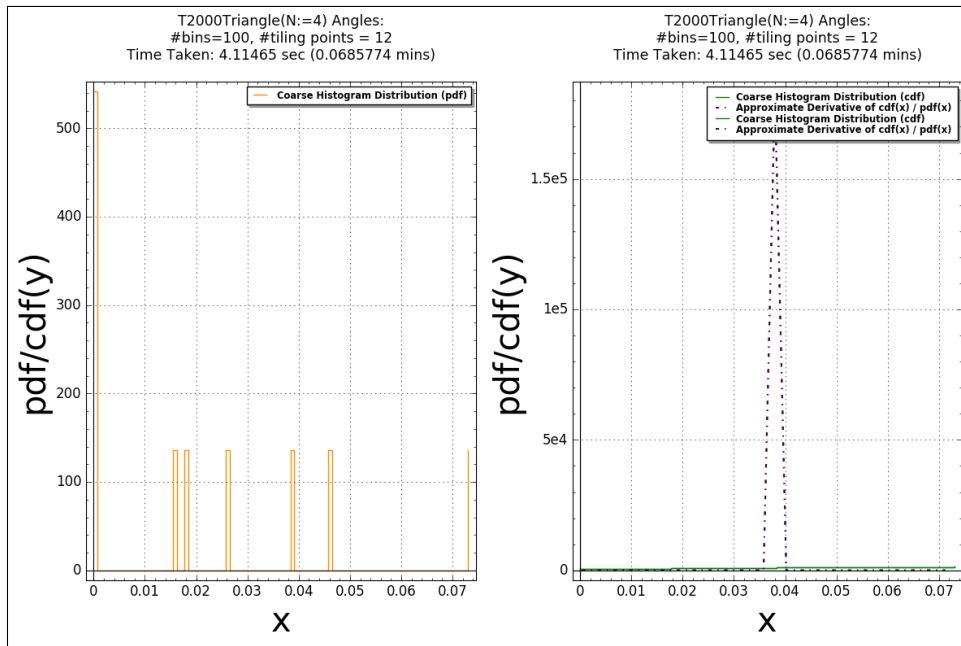 T2000Triangle(N:=4) Angles:
#bins=100, #tiling points = 12
Time Taken: 4.11465 sec (0.0685774 mins)
Coarse Histogram Distribution (pdf)
500
400
300
200
100
0
0
0.01
0.02
0.03
0.04
0.05
0.06
0.07
pdf/cdf(y)
x
T2000Triangle(N:=4) Angles:
#bins=100, #tiling points = 12
Time Taken: 4.11465 sec (0.0685774 mins)
Coarse Histogram Distribution (cdf)
Approximate Derivative of cdf(x) / pdf(x)
Coarse Histogram Distribution (cdf)
Approximate Derivative of cdf(x) / pdf(x)
1.5e5
1e5
5e4
0
0
0.01
0.02
0.03
0.04
0.05
0.06
0.07
pdf/cdf(y)
x